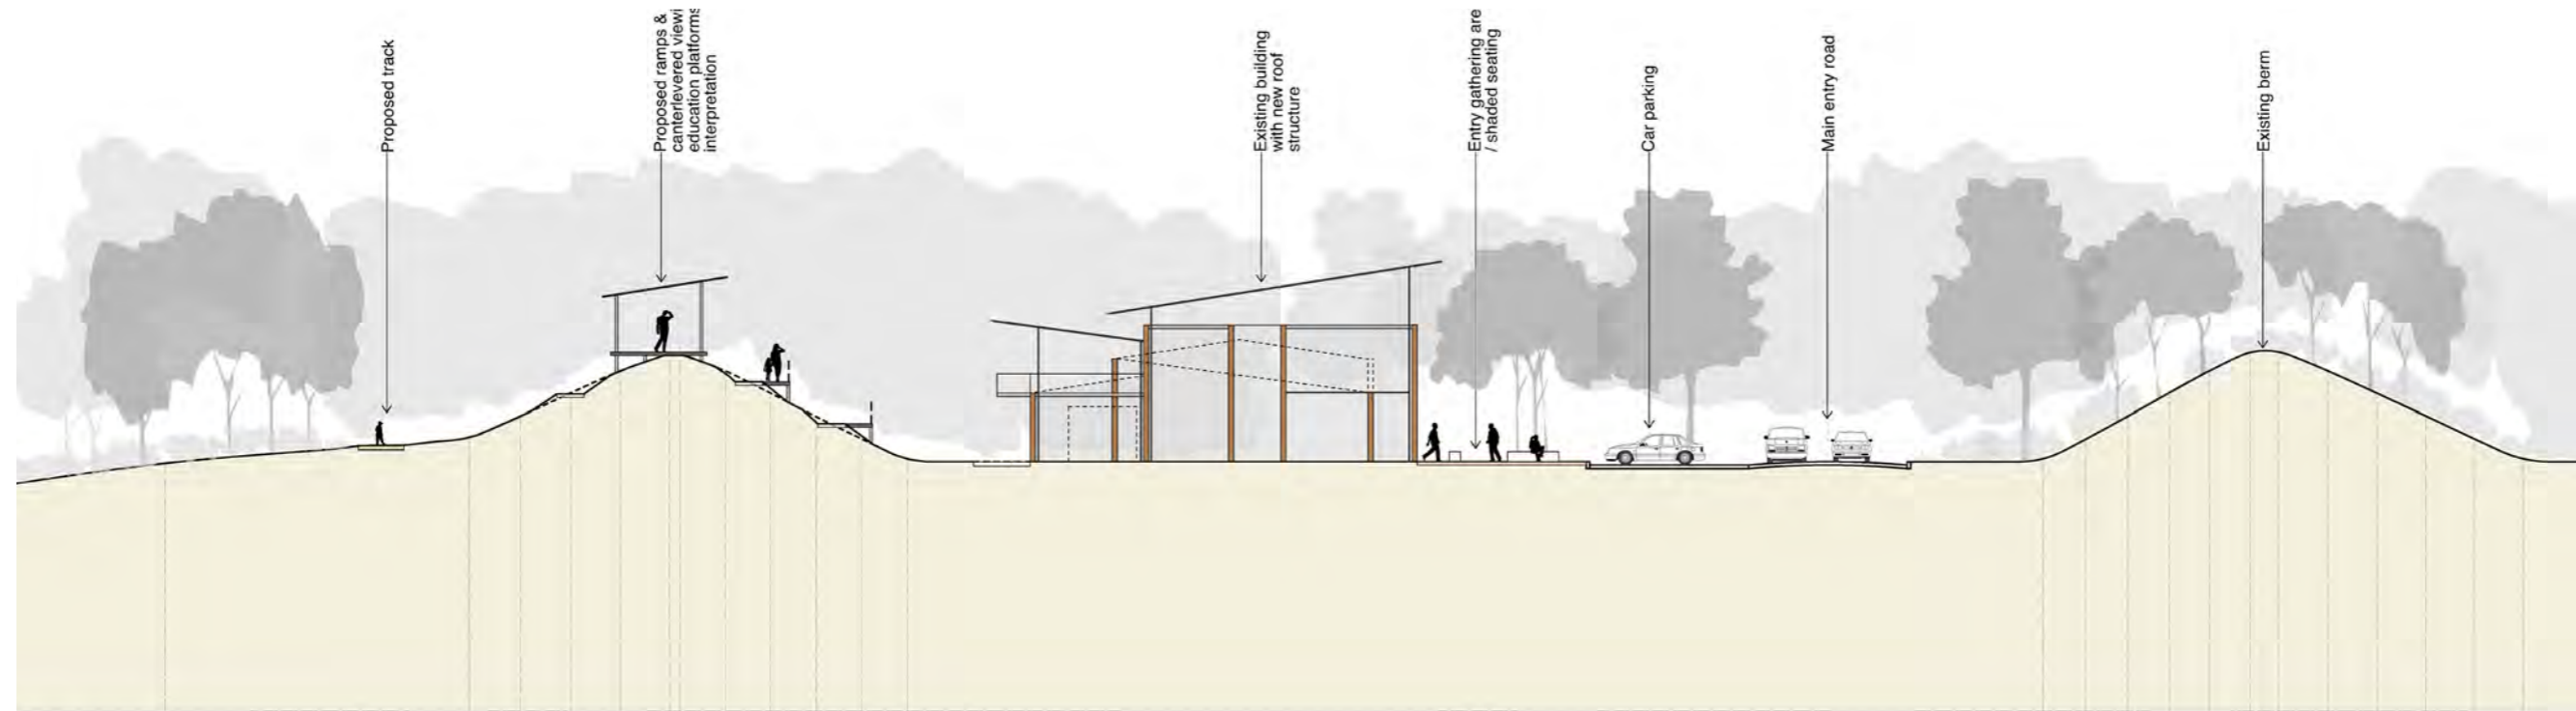 Proposed track
Proposed ramps &
canterlevered viewi
education platforms
interpretation
Existing building
with new roof
structure
Entry gathering are
/ shaded seating
Car parking
Main entry road
Existing berm